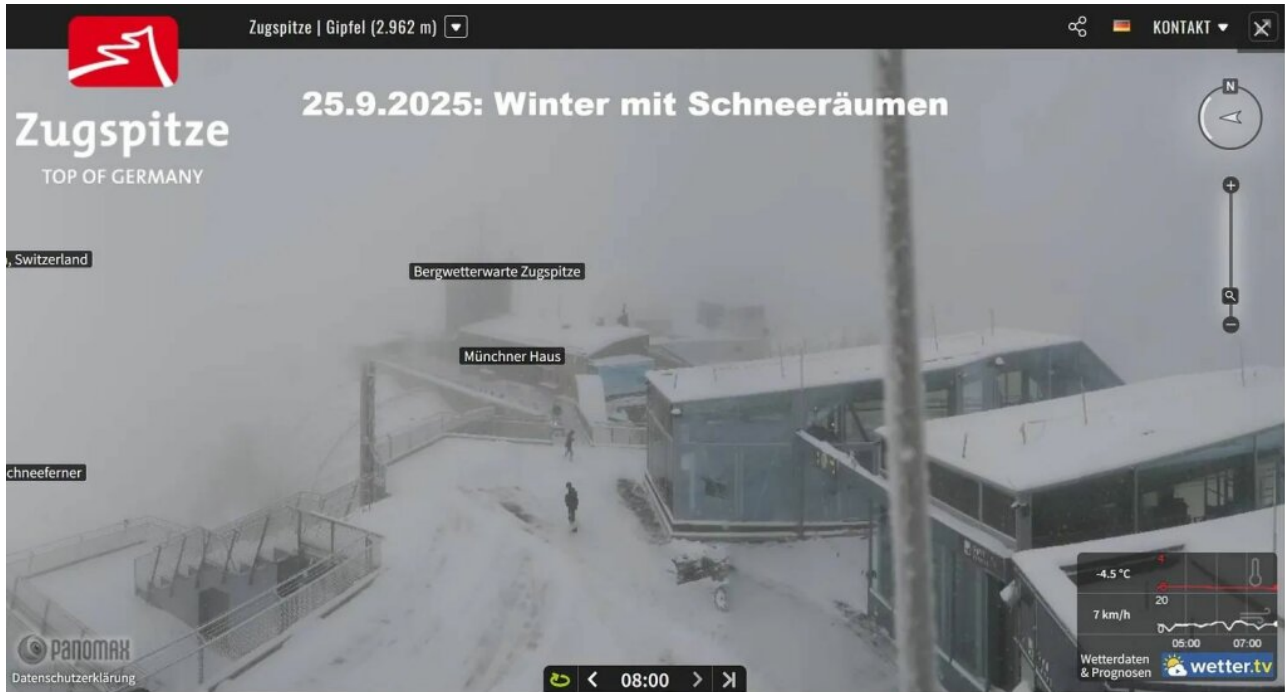 Zugspitze | Gipfel (2.962 m)
KONTAKT
Zugspitze
TOP OF GERMANY
25.9.2025: Winter mit Schneeräumen
N
, Switzerland
Bergwetterwarte Zugspitze
Münchner Haus
chneeferner
-4.5 °C
4
20
7 km/h
0
05:00 07:00
Wetterdaten
& Prognosen
wetter.tv
PANOMAX
Datenschutzerklärung
08:00